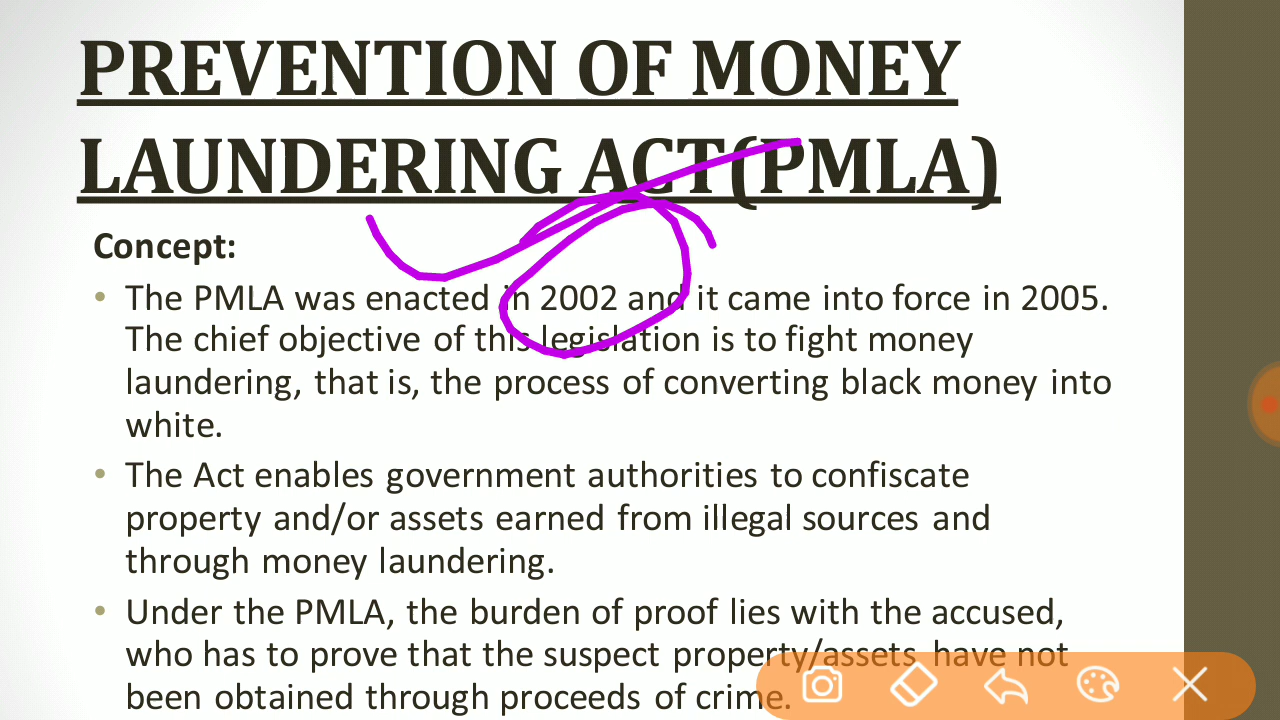 PREVENTION OF MONEY
LAUNDERING ACT(PMLA)
Concept:
• The PMLA was enacted in 2002 and it came into force in 2005.
The chief objective of this legislation is to fight money
laundering, that is, the process of converting black money into
white.
• The Act enables government authorities to confiscate
property and/or assets earned from illegal sources and
through money laundering.
• Under the PMLA, the burden of proof lies with the accused,
who has to prove that the suspect property/assets have not
been obtained through proceeds of crime.